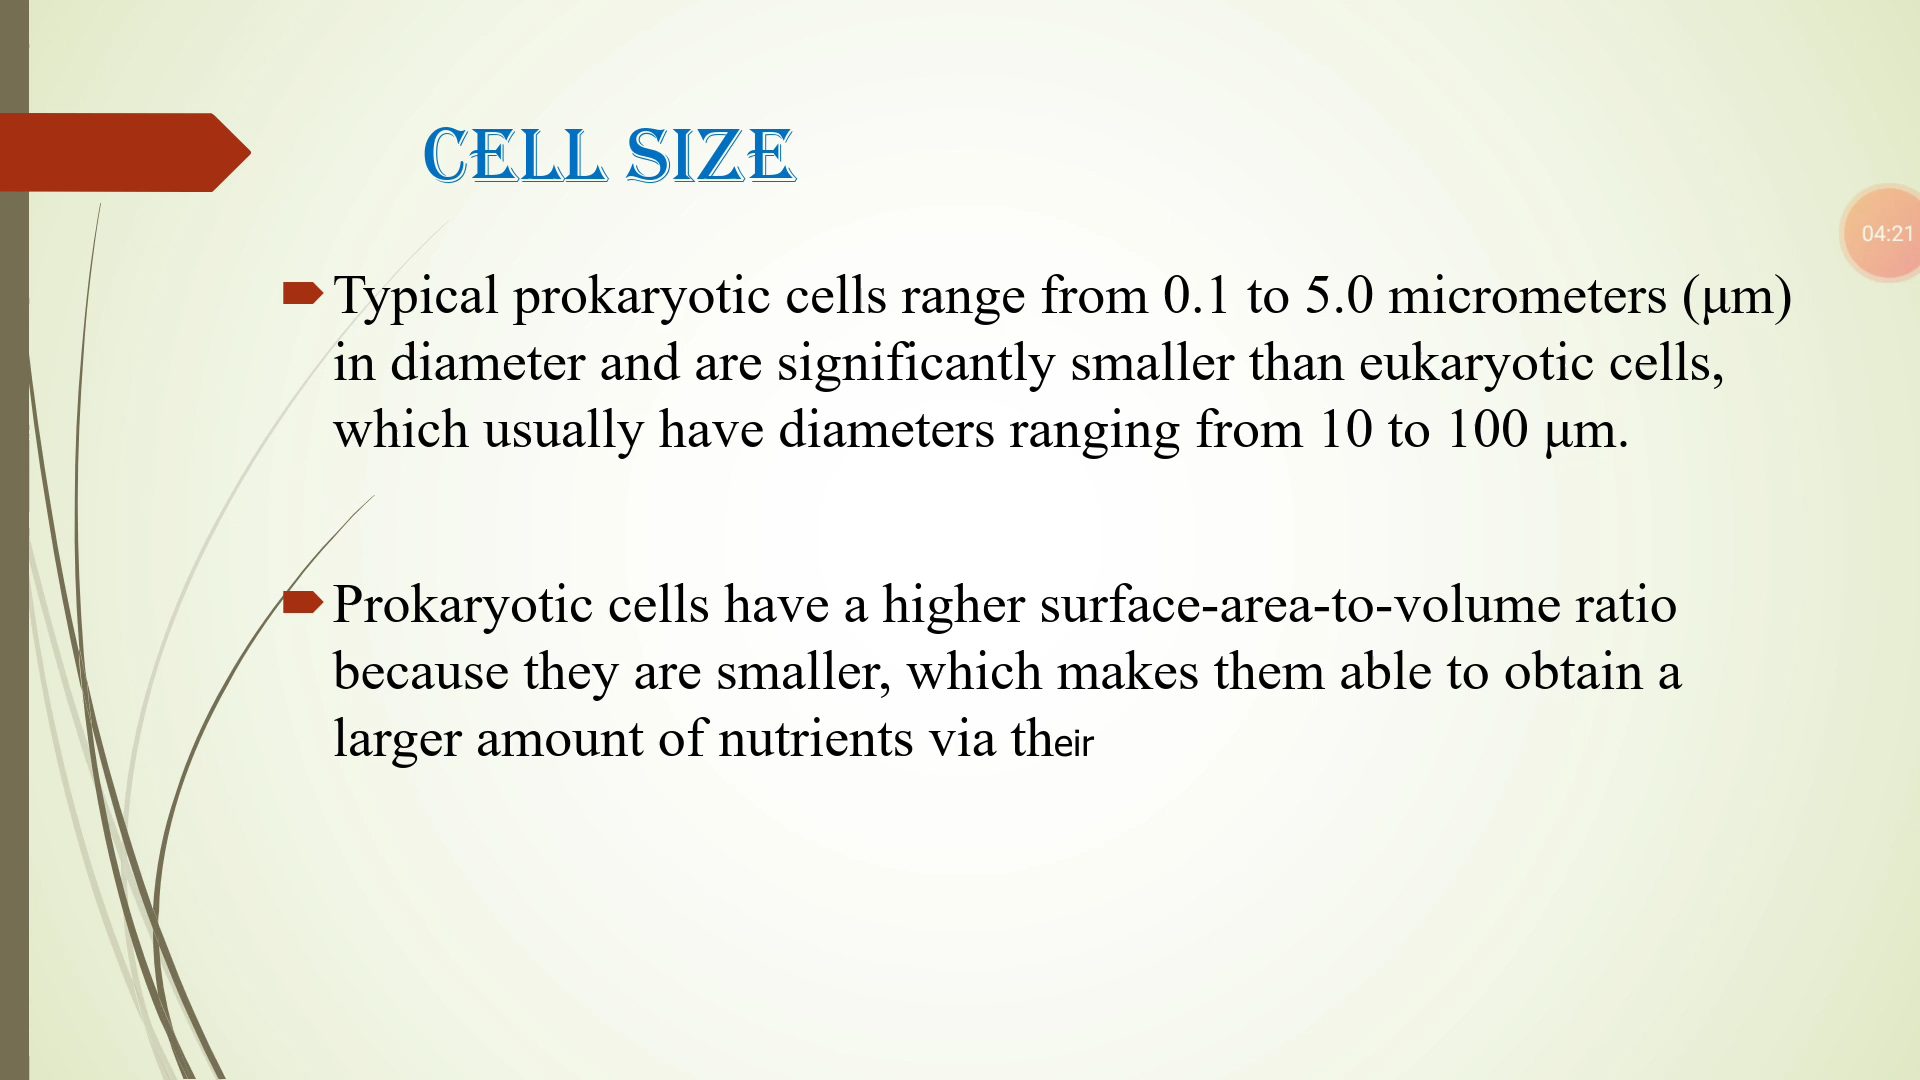 CELL SIZE
04:21
Typical prokaryotic cells range from 0.1 to 5.0 micrometers (μm)
in diameter and are significantly smaller than eukaryotic cells,
which usually have diameters ranging from 10 to 100 μm.
Prokaryotic cells have a higher surface-area-to-volume ratio
because they are smaller, which makes them able to obtain a
larger amount of nutrients via their